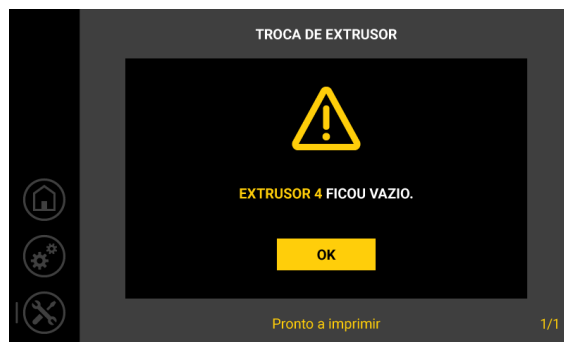 TROCA DE EXTRUSOR
EXTRUSOR 4 FICOU VAZIO.
OK
Pronto a imprimir
1/1